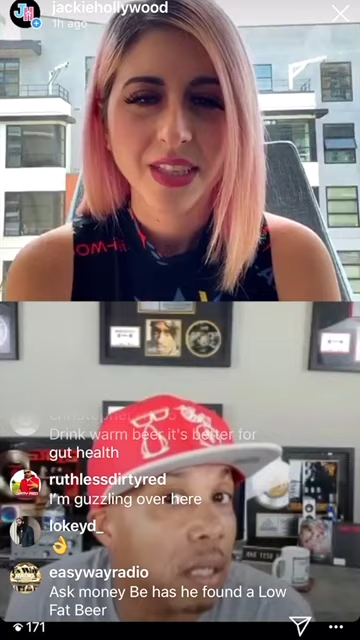 jackiehollywood
1h ago
Drink warm beer it's better for
gut health
ruthlessdirtyred
I'm guzzling over here
lokeyd_
👌
easywayradio
Ask money Be has he found a Low
Fat Beer
171